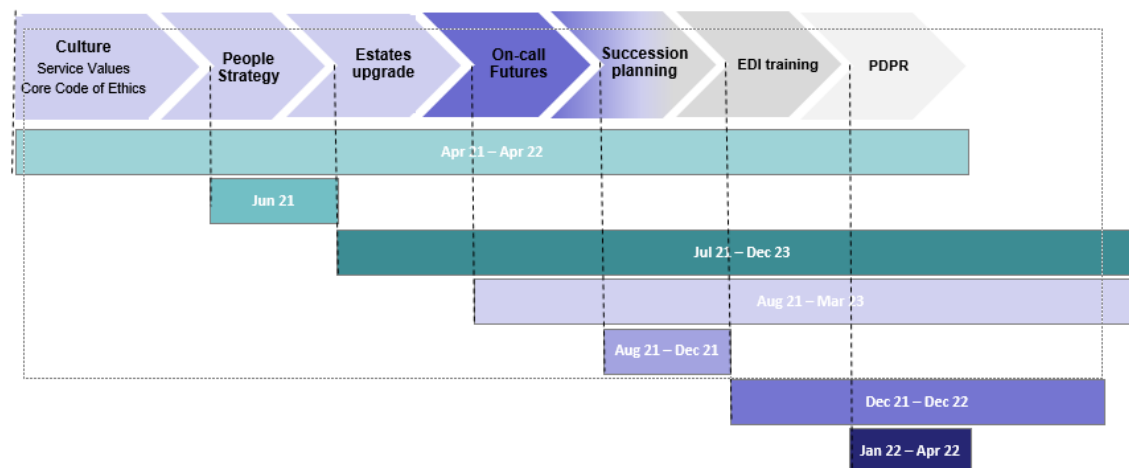 Culture
Service Values
Core Code of Ethics
People
Strategy
Estates
upgrade
On-call
Futures
Succession
planning
EDI training
PDPR
Apr 21 – Apr 22
Jun 21
Jul 21 – Dec 23
Aug 21 – Mar 23
Aug 21 – Dec 21
Dec 21 – Dec 22
Jan 22 – Apr 22